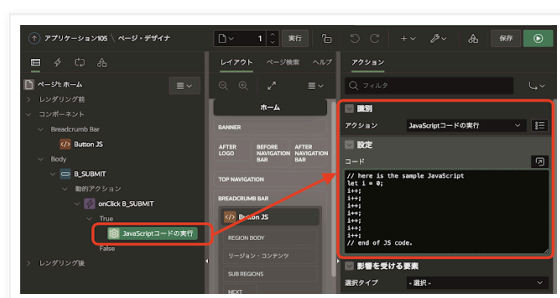 アプリケーション105 \ ページ・デザイナ
1
実行
保存
ページ1: ホーム
レンダリング前
コンポーネント
Breadcrumb Bar
Button JS
Body
B_SUBMIT
動的アクション
onClick B_SUBMIT
True
JavaScriptコードの実行
False
レンダリング後
レイアウト
ページ検索
ヘルプ
ホーム
BANNER
AFTER LOGO
BEFORE NAVIGATION BAR
AFTER NAVIGATION BAR
TOP NAVIGATION
BREADCRUMB BAR
Button JS
REGION BODY
リージョン・コンテンツ
SUB REGIONS
NEXT
アクション
フィルタ
識別
アクション
JavaScriptコードの実行
設定
コード
// here is the sample JavaScript
let i = 0;
i++;
i++;
i++;
i++;
i++;
i++;
// end of JS code.
影響を受ける要素
選択タイプ
- 選択 -